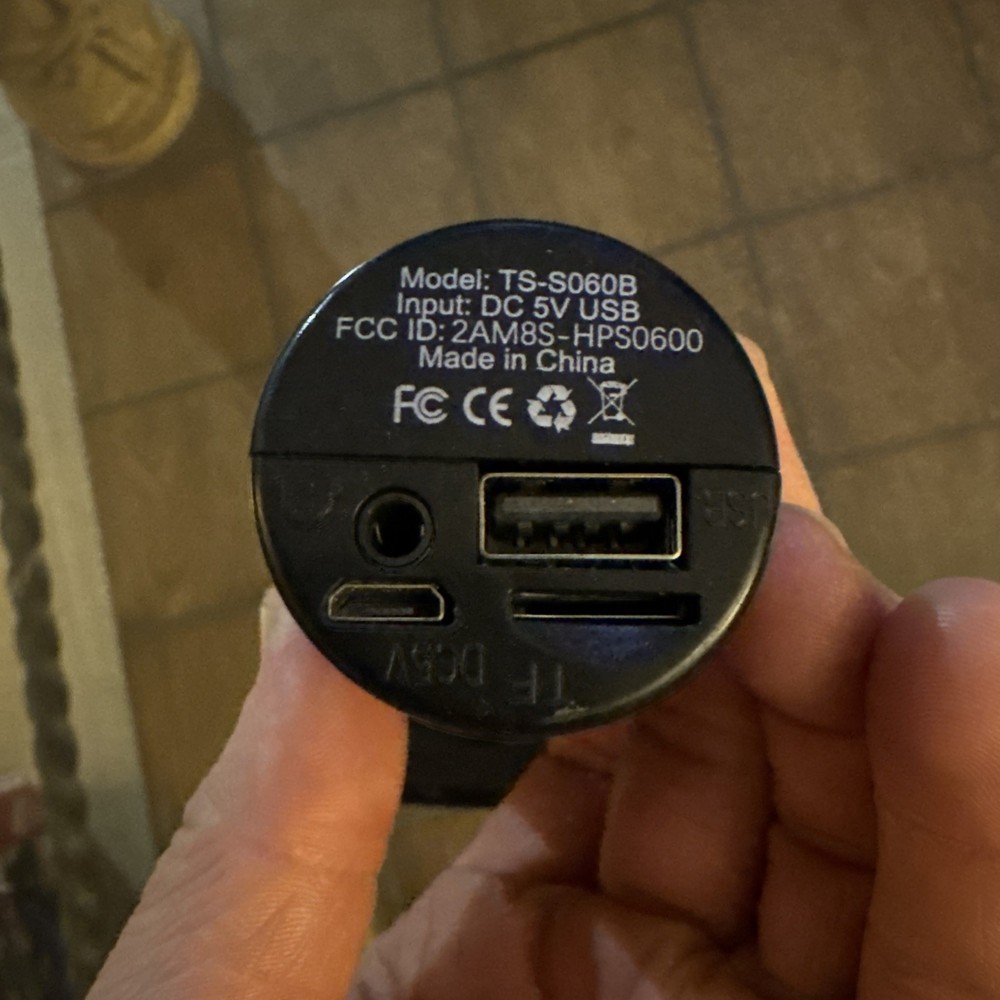 Model: TS-S060B
Input: DC 5V USB
FCC ID: 2AM8S-HPS0600
Made in China
FC CE
USB
DC5V TF